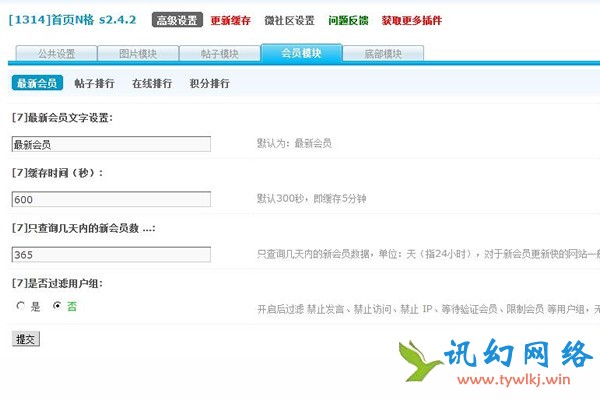 [1314]首页N格 s2.4.2 高级设置 更新缓存 微社区设置 问题反馈 获取更多插件
公共设置 图片模块 帖子模块 会员模块 底部模块
最新会员 帖子排行 在线排行 积分排行
[7]最新会员文字设置:
最新会员 默认为: 最新会员
[7]缓存时间（秒）:
600 默认300秒，即缓存5分钟
[7]只查询几天内的新会员数 ...:
365 只查询几天内的新会员数据，单位：天（指24小时），对于新会员更新快的网站一般
[7]是否过滤用户组:
是 否 开启后过滤 禁止发言、禁止访问、禁止 IP、等待验证会员、限制会员 等用户组，无
提交
讯幻网络
www.tywlkj.win